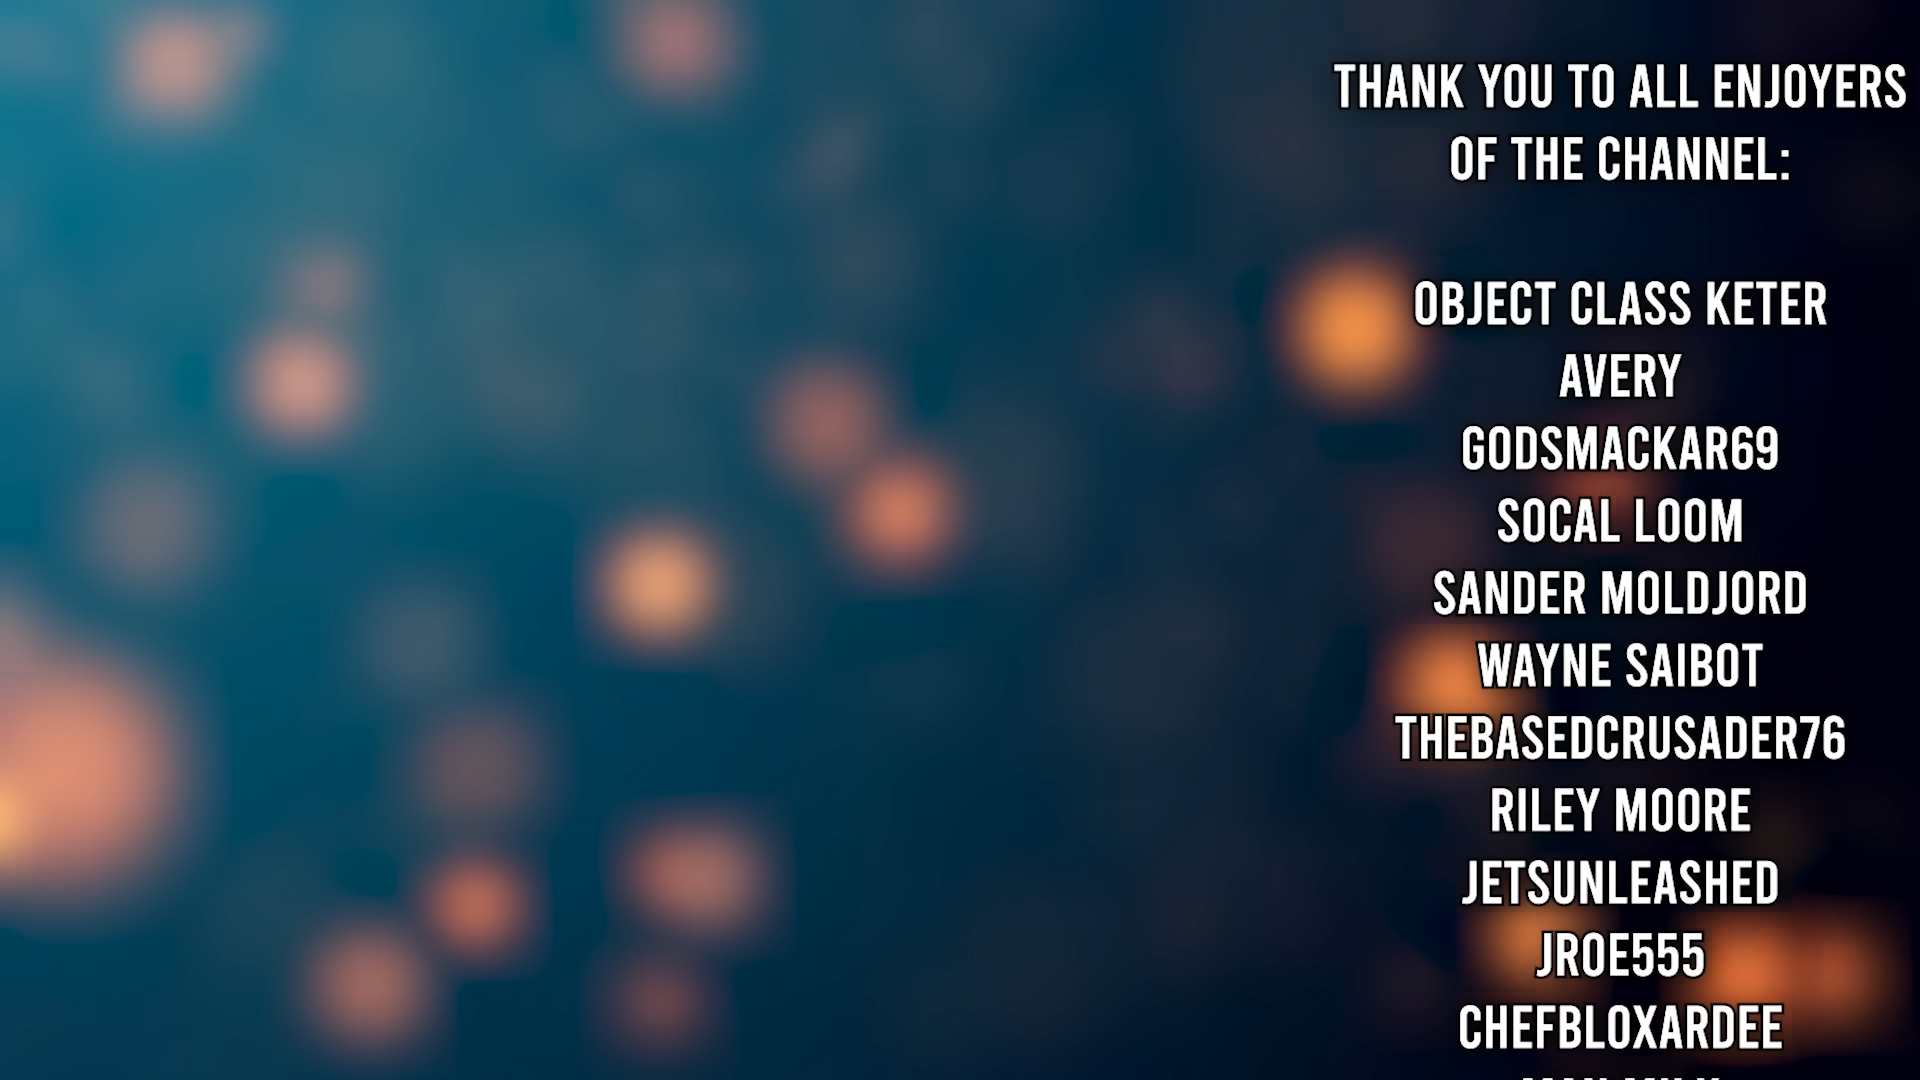 THANK YOU TO ALL ENJOYERS
OF THE CHANNEL:
OBJECT CLASS KETER
AVERY
GODSMACKAR69
SOCAL LOOM
SANDER MOLDJORD
WAYNE SAIBOT
THEBASEDCRUSADER76
RILEY MOORE
JETSUNLEASHED
JROE555
CHEFBLOXARDEE